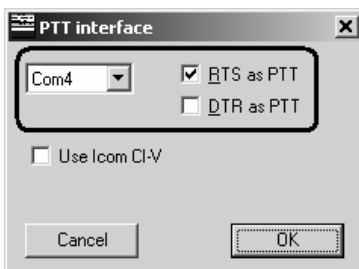 PTT interface
Com4
RTS as PTT
DTR as PTT
Use Icom CI-V
Cancel
OK